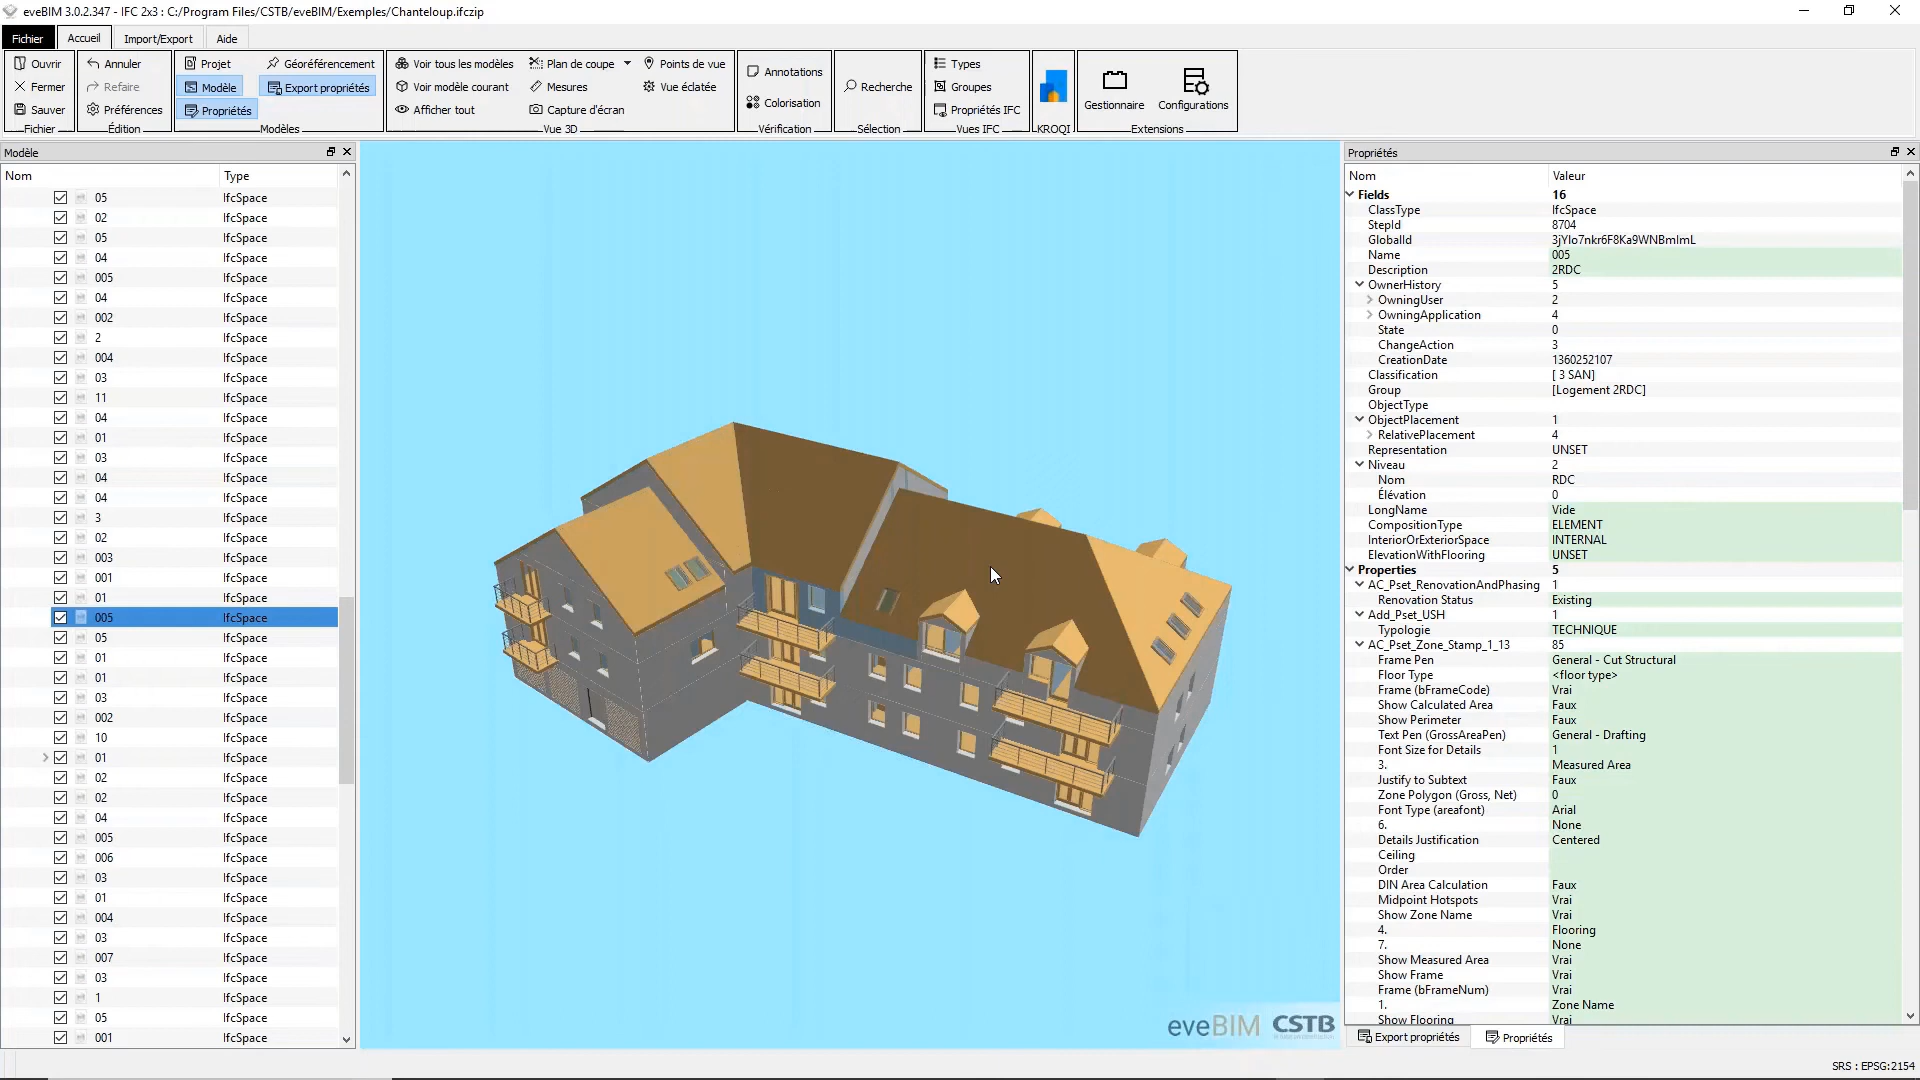 eveBIM 3.0.2.347 - IFC 2x3 : C:/Program Files/CSTB/eveBIM/Exemples/Chanteloup.ifczip
Fichier Accueil Import/Export Aide
Ouvrir
Fermer
Sauver
Fichier
Annuler
Refaire
Préférences
Édition
Projet Géoréférencement
Modèle Export propriétés
Propriétés
Modèles
Voir tous les modèles Plan de coupe Points de vue
Voir modèle courant Mesures Vue éclatée
Afficher tout Capture d'écran
Vue 3D
Annotations
Colorisation
Vérification
Recherche
Sélection
Types
Groupes
Propriétés IFC
Vues IFC
KROQI
Gestionnaire Configurations
Extensions
Modèle
Nom Type
05 IfcSpace
02 IfcSpace
05 IfcSpace
04 IfcSpace
005 IfcSpace
04 IfcSpace
002 IfcSpace
2 IfcSpace
004 IfcSpace
03 IfcSpace
11 IfcSpace
04 IfcSpace
01 IfcSpace
03 IfcSpace
04 IfcSpace
04 IfcSpace
3 IfcSpace
02 IfcSpace
003 IfcSpace
001 IfcSpace
01 IfcSpace
005 IfcSpace
05 IfcSpace
01 IfcSpace
01 IfcSpace
03 IfcSpace
002 IfcSpace
10 IfcSpace
01 IfcSpace
02 IfcSpace
02 IfcSpace
04 IfcSpace
005 IfcSpace
006 IfcSpace
03 IfcSpace
01 IfcSpace
004 IfcSpace
03 IfcSpace
007 IfcSpace
03 IfcSpace
1 IfcSpace
05 IfcSpace
001 IfcSpace
eveBIM CSTB
Propriétés
Nom Valeur
Fields 16
ClassType IfcSpace
StepId 8704
GlobalId 3jYIo7nkr6F8Ka9WNBmImL
Name 005
Description 2RDC
OwnerHistory 5
OwningUser 2
OwningApplication 4
State 0
ChangeAction 3
CreationDate 1360252107
Classification [ 3 SAN]
Group [Logement 2RDC]
ObjectType
ObjectPlacement 1
RelativePlacement 4
Representation UNSET
Niveau 2
Nom RDC
Élévation 0
LongName Vide
CompositionType ELEMENT
InteriorOrExteriorSpace INTERNAL
ElevationWithFlooring UNSET
Properties 5
AC_Pset_RenovationAndPhasing 1
Renovation Status Existing
Add_Pset_USH 1
Typologie TECHNIQUE
AC_Pset_Zone_Stamp_1_13 85
Frame Pen General - Cut Structural
Floor Type <floor type>
Frame (bFrameCode) Vrai
Show Calculated Area Faux
Show Perimeter Faux
Text Pen (GrossAreaPen) General - Drafting
Font Size for Details 1
3. Measured Area
Justify to Subtext Faux
Zone Polygon (Gross, Net) 0
Font Type (areafont) Arial
6. None
Details Justification Centered
Ceiling
Order
DIN Area Calculation Faux
Midpoint Hotspots Vrai
Show Zone Name Vrai
4. Flooring
7. None
Show Measured Area Vrai
Show Frame Vrai
Frame (bFrameNum) Vrai
1. Zone Name
Show Flooring Vrai
Export propriétés Propriétés
SRS : EPSG:2154